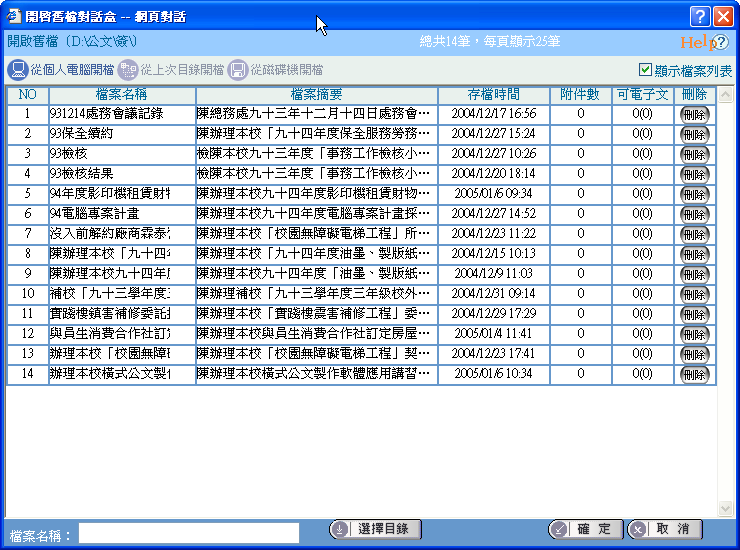 開啓舊檔對話盒 -- 網頁對話
開啟舊檔 (D:\公文\簽\)
總共14筆，每頁顯示25筆
Help?
從個人電腦開檔 從上次目錄開檔 從磁碟機開檔
顯示檔案列表
NO 檔案名稱 檔案摘要 存檔時間 附件數 可電子文 刪除
1 931214處務會議記錄 陳總務處九十三年十二月十四日處務會… 2004/12/17 16:56 0 0(0) 刪除
2 93保全續約 陳辦理本校「九十四年度保全服務勞務… 2004/12/27 15:24 0 0(0) 刪除
3 93檢核 檢陳本校九十三年度「事務工作檢核小… 2004/12/27 10:26 0 0(0) 刪除
4 93檢核結果 陳辦理本校九十三年度「事務工作檢核小… 2004/12/20 18:14 0 0(0) 刪除
5 94年度影印機租賃財物 陳辦理本校九十四年度影印機租賃財物… 2005/01/6 09:34 0 0(0) 刪除
6 94電腦專案計畫 陳辦理本校九十四年度電腦專案計畫採… 2004/12/27 14:52 0 0(0) 刪除
7 沒入前解約廠商霖泰 陳辦理本校「校園無障礙電梯工程」所… 2004/12/23 11:22 0 0(0) 刪除
8 陳辦理本校「九十四 陳辦理本校「九十四年度油墨、製版紙… 2004/12/15 10:13 0 0(0) 刪除
9 陳辦理本校九十四年 陳辦理本校九十四年度「油墨、製版紙… 2004/12/9 11:03 0 0(0) 刪除
10 補校「九十三學年度 陳辦理補校「九十三學年度三年級校外… 2004/12/31 09:14 0 0(0) 刪除
11 實踐樓鎮害補修委託 陳辦理本校「實踐樓震害補修工程」委… 2004/12/29 17:29 0 0(0) 刪除
12 與員生消費合作社訂 陳辦理本校與員生消費合作社訂定房屋… 2005/01/4 11:41 0 0(0) 刪除
13 辦理本校「校園無障 陳辦理本校「校園無障礙電梯工程」契… 2004/12/23 17:41 0 0(0) 刪除
14 辦理本校橫式公文製 陳辦理本校橫式公文製作軟體應用講習… 2005/01/6 10:34 0 0(0) 刪除
檔案名稱： 選擇目錄 確 定 取 消